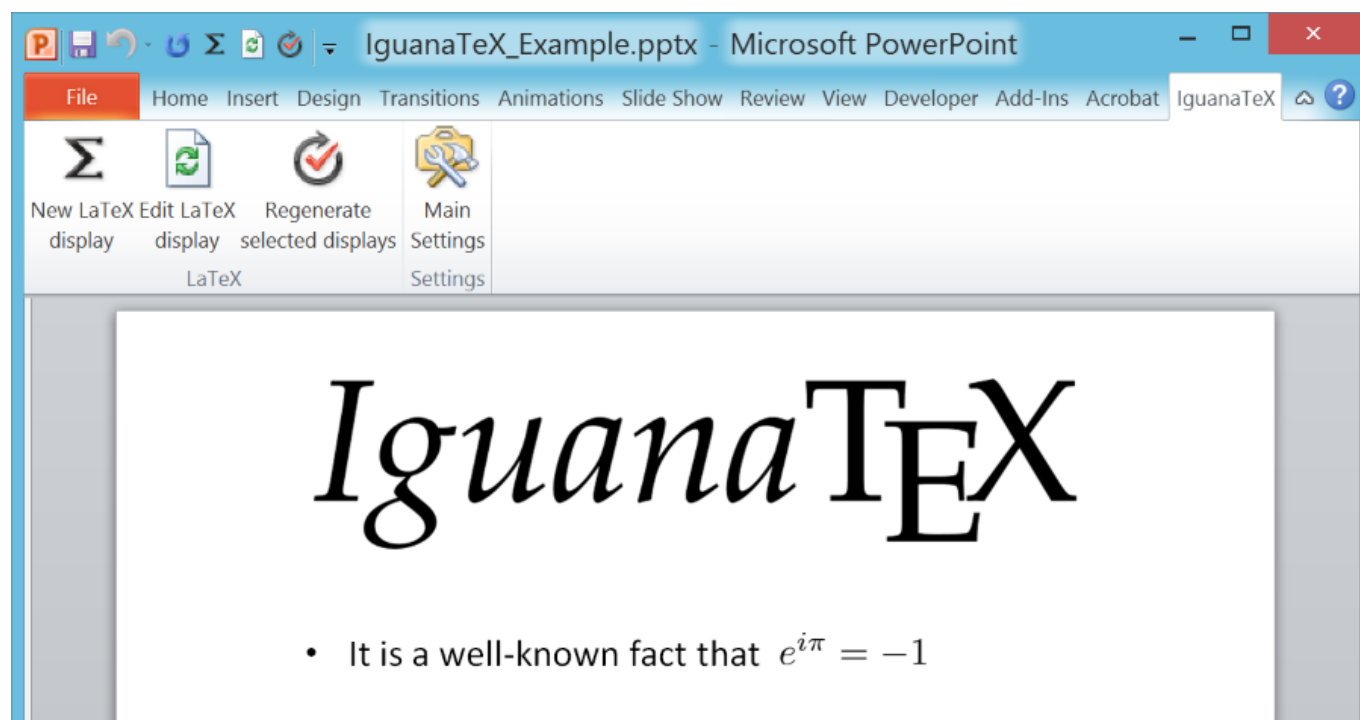 IguanaTeX_Example.pptx - Microsoft PowerPoint
File Home Insert Design Transitions Animations Slide Show Review View Developer Add-Ins Acrobat IguanaTeX
New LaTeX display
Edit LaTeX display
Regenerate selected displays
Main Settings
LaTeX
Settings
IguanaTEX
• It is a well-known fact that $e^{i\pi} = -1$